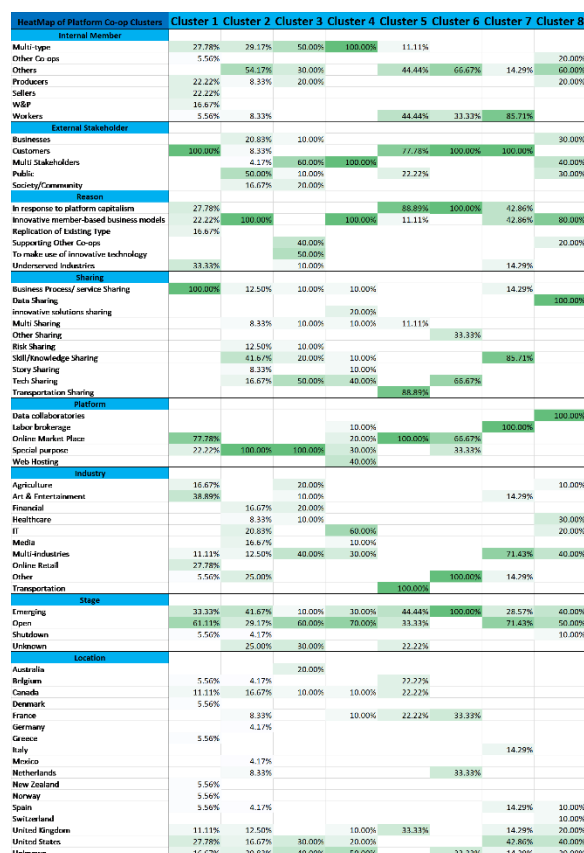 HeatMap of Platform Co-op Clusters Cluster 1 Cluster 2 Cluster 3 Cluster 4 Cluster 5 Cluster 6 Cluster 7 Cluster 8
Internal Member
Multi-type 27.78% 29.17% 50.00% 100.00% 11.11%
Other Co-ops 5.56% 20.00%
Others 54.17% 30.00% 44.44% 66.67% 14.29% 60.00%
Producers 22.22% 8.33% 20.00% 20.00%
Sellers 22.22%
W&P 16.67%
Workers 5.56% 8.33% 44.44% 33.33% 85.71%
External Stakeholder
Businesses 20.83% 10.00% 30.00%
Customers 100.00% 8.33% 77.78% 100.00% 100.00%
Multi Stakeholders 4.17% 60.00% 100.00% 40.00%
Public 50.00% 10.00% 22.22% 30.00%
Society/Community 16.67% 20.00%
Reason
In response to platform capitalism 27.78% 88.89% 100.00% 42.86%
Innovative member-based business models 22.22% 100.00% 100.00% 11.11% 42.86% 80.00%
Replication of Existing Type 16.67%
Supporting Other Co-ops 40.00% 20.00%
To make use of innovative technology 50.00%
Underserved Industries 33.33% 10.00% 14.29%
Sharing
Business Process/ service Sharing 100.00% 12.50% 10.00% 10.00% 14.29%
Data Sharing 100.00%
innovative solutions sharing 20.00%
Multi Sharing 8.33% 10.00% 10.00% 11.11%
Other Sharing 33.33%
Risk Sharing 12.50% 10.00%
Skill/Knowledge Sharing 41.67% 20.00% 10.00% 85.71%
Story Sharing 8.33% 10.00%
Tech Sharing 16.67% 50.00% 40.00% 66.67%
Transportation Sharing 88.89%
Platform
Data collaboratories 100.00%
Labor brokerage 10.00% 100.00%
Online Market Place 77.78% 20.00% 100.00% 66.67%
Special purpose 22.22% 100.00% 100.00% 30.00% 33.33%
Web Hosting 40.00%
Industry
Agriculture 16.67% 20.00% 10.00%
Art & Entertainment 38.89% 10.00% 14.29%
Financial 16.67% 20.00%
Healthcare 8.33% 10.00% 30.00%
IT 20.83% 60.00% 20.00%
Media 16.67% 10.00%
Multi-industries 11.11% 12.50% 40.00% 30.00% 71.43% 40.00%
Online Retail 27.78%
Other 5.56% 25.00% 100.00% 14.29%
Transportation 100.00%
Stage
Emerging 33.33% 41.67% 10.00% 30.00% 44.44% 100.00% 28.57% 40.00%
Open 61.11% 29.17% 60.00% 70.00% 33.33% 71.43% 50.00%
Shutdown 5.56% 4.17% 10.00%
Unknown 25.00% 30.00% 22.22%
Location
Australia 20.00%
Belgium 5.56% 4.17% 22.22%
Canada 11.11% 16.67% 10.00% 10.00% 22.22%
Denmark 5.56%
France 8.33% 10.00% 22.22% 33.33%
Germany 4.17%
Greece 5.56%
Italy 14.29%
Mexico 4.17%
Netherlands 8.33% 33.33%
New Zealand 5.56%
Norway 5.56%
Spain 5.56% 4.17% 14.29% 10.00%
Switzerland 10.00%
United Kingdom 11.11% 12.50% 10.00% 33.33% 14.29% 20.00%
United States 27.78% 16.67% 30.00% 20.00% 42.86% 40.00%